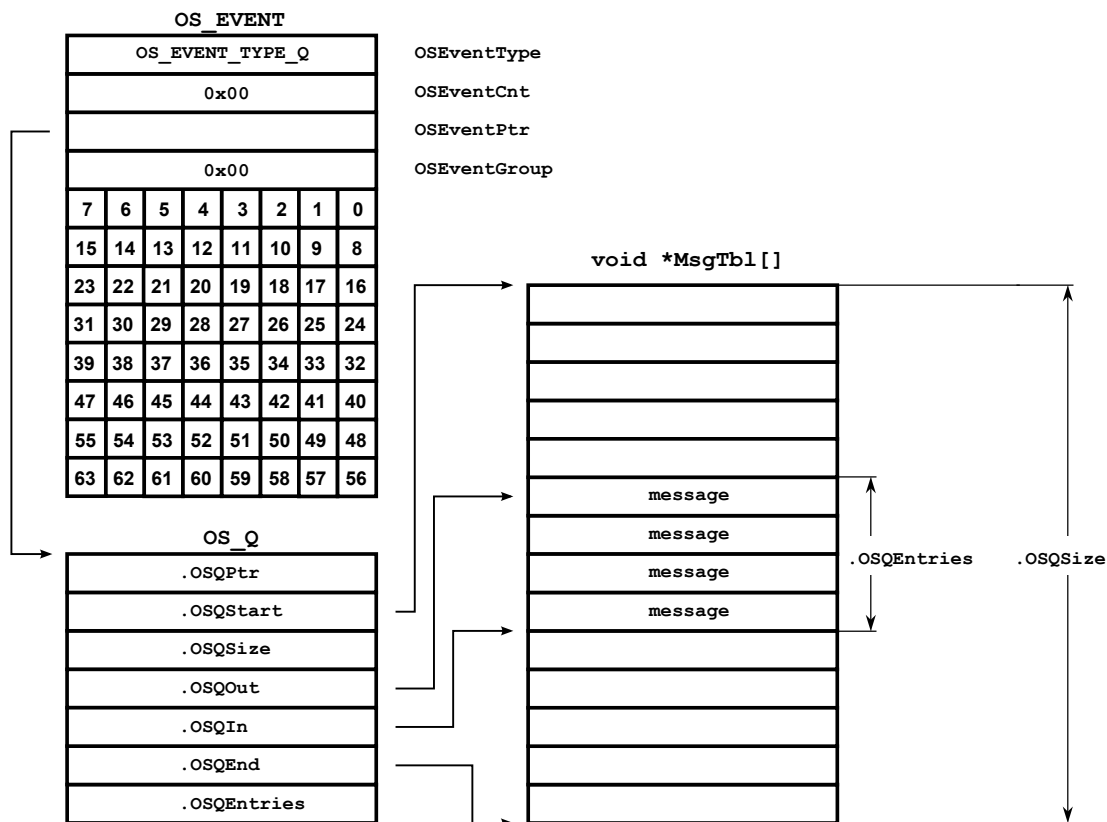 OS_EVENT
OS_EVENT_TYPE_Q OSEventType
0x00 OSEventCnt
OSEventPtr
0x00 OSEventGroup
7 6 5 4 3 2 1 0
15 14 13 12 11 10 9 8
23 22 21 20 19 18 17 16
31 30 29 28 27 26 25 24
39 38 37 36 35 34 33 32
47 46 45 44 43 42 41 40
55 54 53 52 51 50 49 48
63 62 61 60 59 58 57 56
OS_Q
.OSQPtr
.OSQStart
.OSQSize
.OSQOut
.OSQIn
.OSQEnd
.OSQEntries
void *MsgTbl[]
message
message
message
message
.OSQEntries
.OSQSize